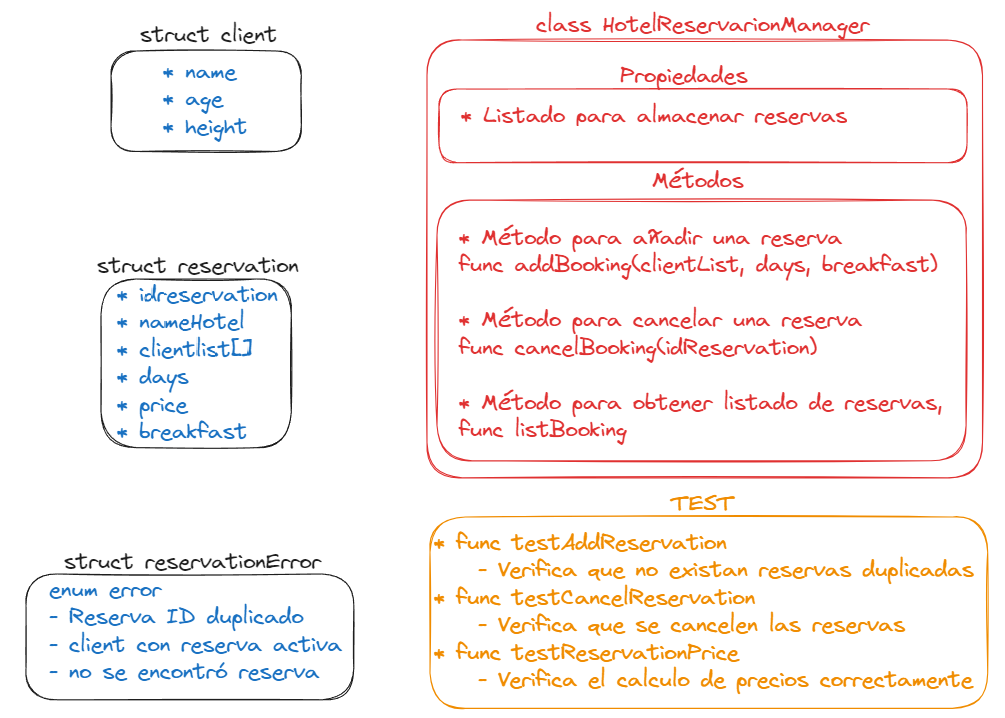 struct client
* name
* age
* height
struct reservation
* idreservation
* nameHotel
* clientlist[]
* days
* price
* breakfast
struct reservationError
enum error
- Reserva ID duplicado
- client con reserva activa
- no se encontró reserva
class HotelReservarionManager
Propiedades
* Listado para almacenar reservas
Métodos
* Método para añadir una reserva
func addBooking(clientList, days, breakfast)
* Método para cancelar una reserva
func cancelBooking(idReservation)
* Método para obtener listado de reservas,
func listBooking
TEST
* func testAddReservation
- Verifica que no existan reservas duplicadas
* func testCancelReservation
- Verifica que se cancelen las reservas
* func testReservationPrice
- Verifica el calculo de precios correctamente